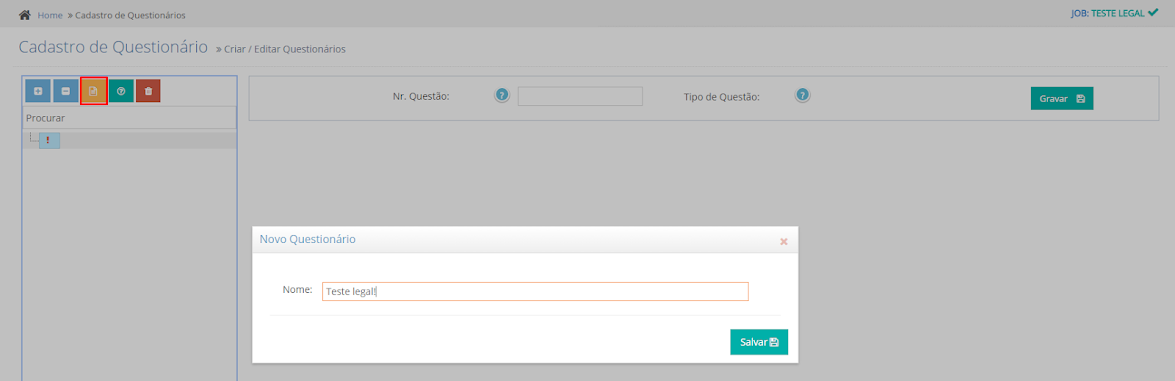 Home » Cadastro de Questionários
JOB: TESTE LEGAL
Cadastro de Questionário » Criar / Editar Questionários
Nr. Questão: ?
Tipo de Questão: ?
Gravar
Procurar
!
Novo Questionário
×
Nome: Teste legal!
Salvar